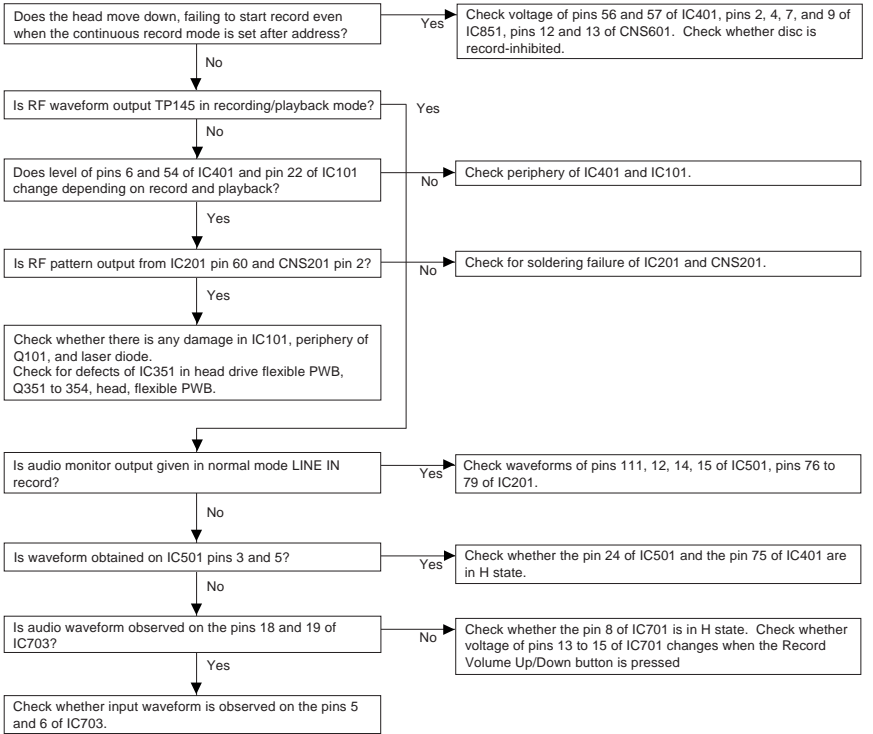 Does the head move down, failing to start record even
when the continuous record mode is set after address?
Yes
Check voltage of pins 56 and 57 of IC401, pins 2, 4, 7, and 9 of
IC851, pins 12 and 13 of CNS601. Check whether disc is
record-inhibited.
No
Is RF waveform output TP145 in recording/playback mode?
Yes
No
Does level of pins 6 and 54 of IC401 and pin 22 of IC101
change depending on record and playback?
No
Check periphery of IC401 and IC101.
Yes
Is RF pattern output from IC201 pin 60 and CNS201 pin 2?
No
Check for soldering failure of IC201 and CNS201.
Yes
Check whether there is any damage in IC101, periphery of
Q101, and laser diode.
Check for defects of IC351 in head drive flexible PWB,
Q351 to 354, head, flexible PWB.
Is audio monitor output given in normal mode LINE IN
record?
Yes
Check waveforms of pins 111, 12, 14, 15 of IC501, pins 76 to
79 of IC201.
No
Is waveform obtained on IC501 pins 3 and 5?
Yes
Check whether the pin 24 of IC501 and the pin 75 of IC401 are
in H state.
No
Is audio waveform observed on the pins 18 and 19 of
IC703?
No
Check whether the pin 8 of IC701 is in H state. Check whether
voltage of pins 13 to 15 of IC701 changes when the Record
Volume Up/Down button is pressed
Yes
Check whether input waveform is observed on the pins 5
and 6 of IC703.